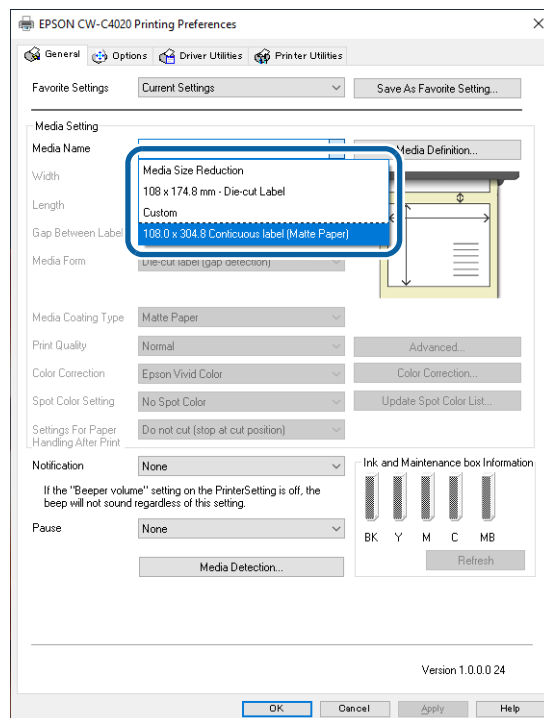 EPSON CW-C4020 Printing Preferences
General Options Driver Utilities Printer Utilities
Favorite Settings Current Settings Save As Favorite Setting...
Media Setting
Media Name Media Definition...
Media Size Reduction
Width
108 x 174.8 mm - Die-cut Label
Length
Custom
Gap Between Label
108.0 x 304.8 Conticuous label (Matte Paper)
Media Form Die-cut label (gap detection)
Media Coating Type Matte Paper
Print Quality Normal Advanced...
Color Correction Epson Vivid Color Color Correction...
Spot Color Setting No Spot Color Update Spot Color List...
Settings For Paper
Handling After Print
Do not cut (stop at cut position)
Notification None
Ink and Maintenance box Information
If the "Beeper volume" setting on the PrinterSetting is off, the
beep will not sound regardless of this setting.
Pause None
BK Y M C MB
Refresh
Media Detection...
Version 1.0.0.0 24
OK Cancel Apply Help